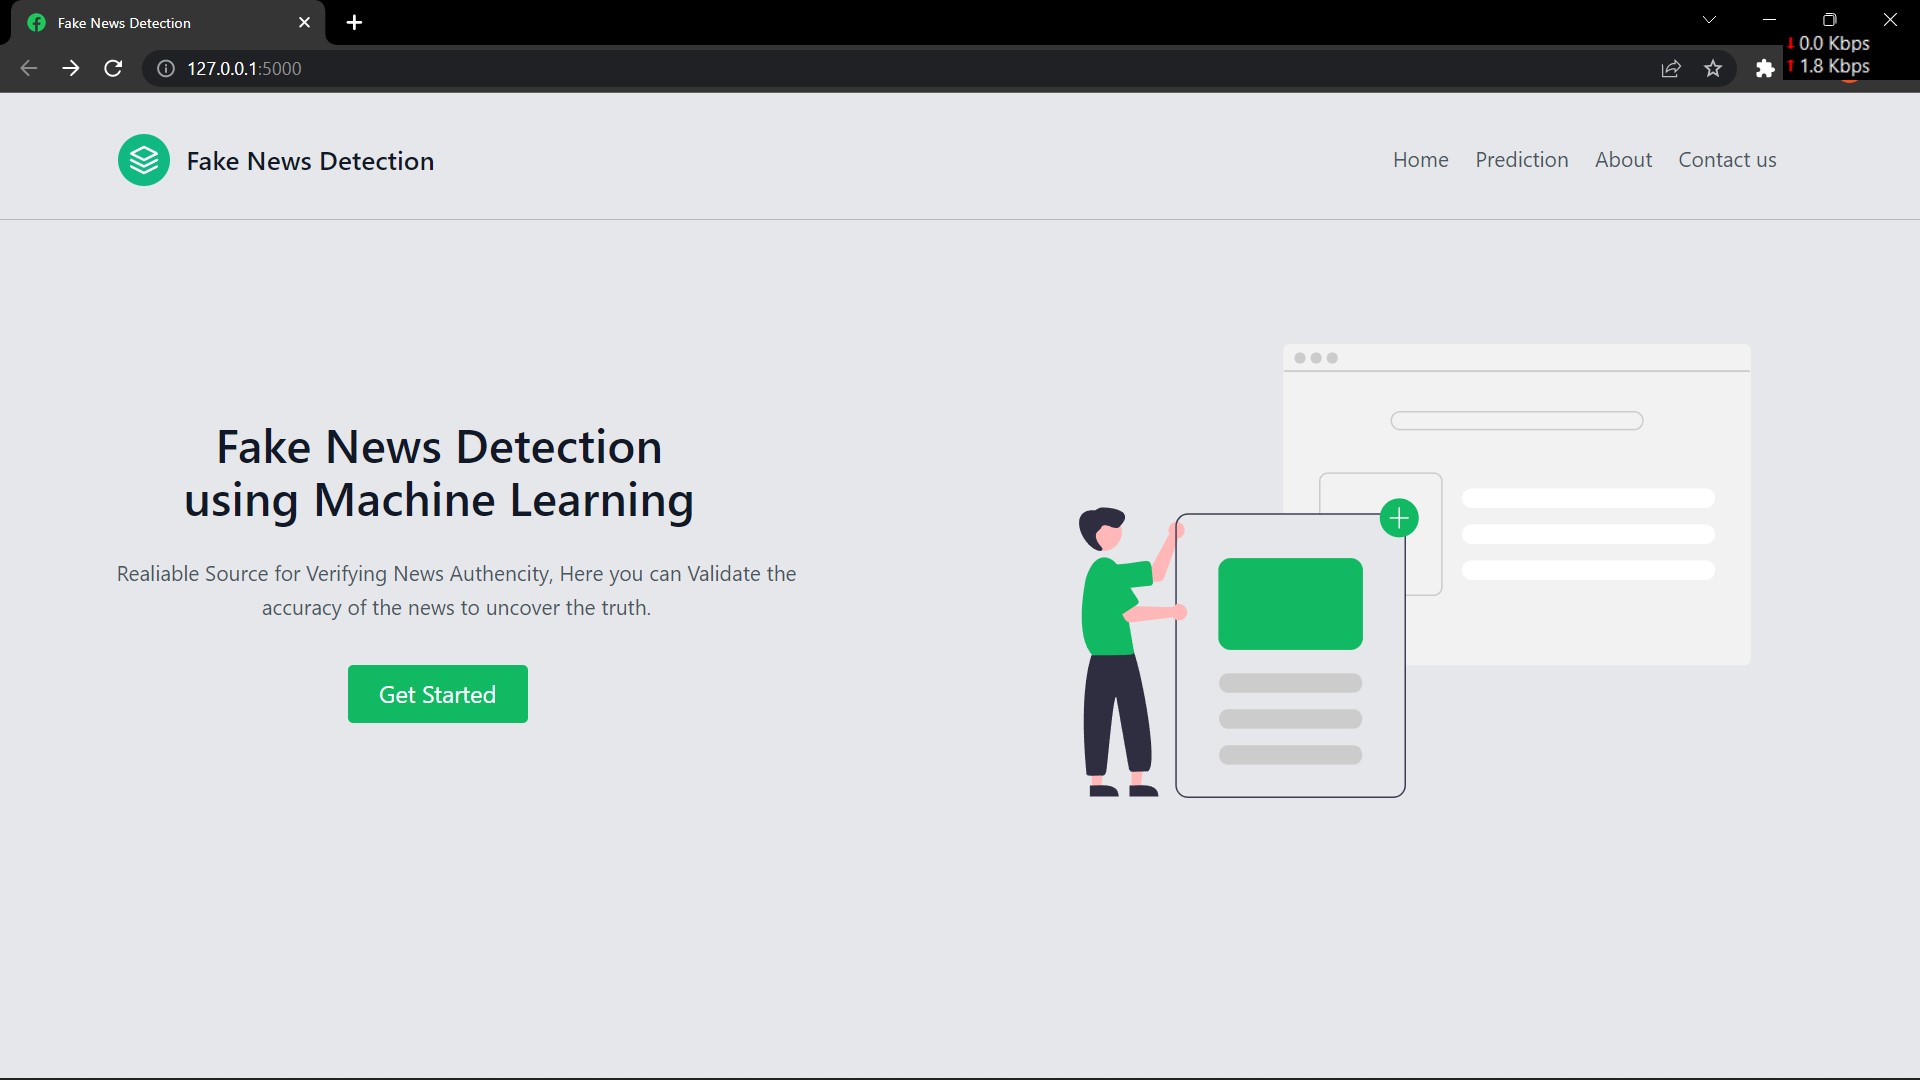 Fake News Detection
127.0.0.1:5000
0.0 Kbps
1.8 Kbps
Fake News Detection
Home Prediction About Contact us
Fake News Detection
using Machine Learning
Realiable Source for Verifying News Authencity, Here you can Validate the
accuracy of the news to uncover the truth.
Get Started